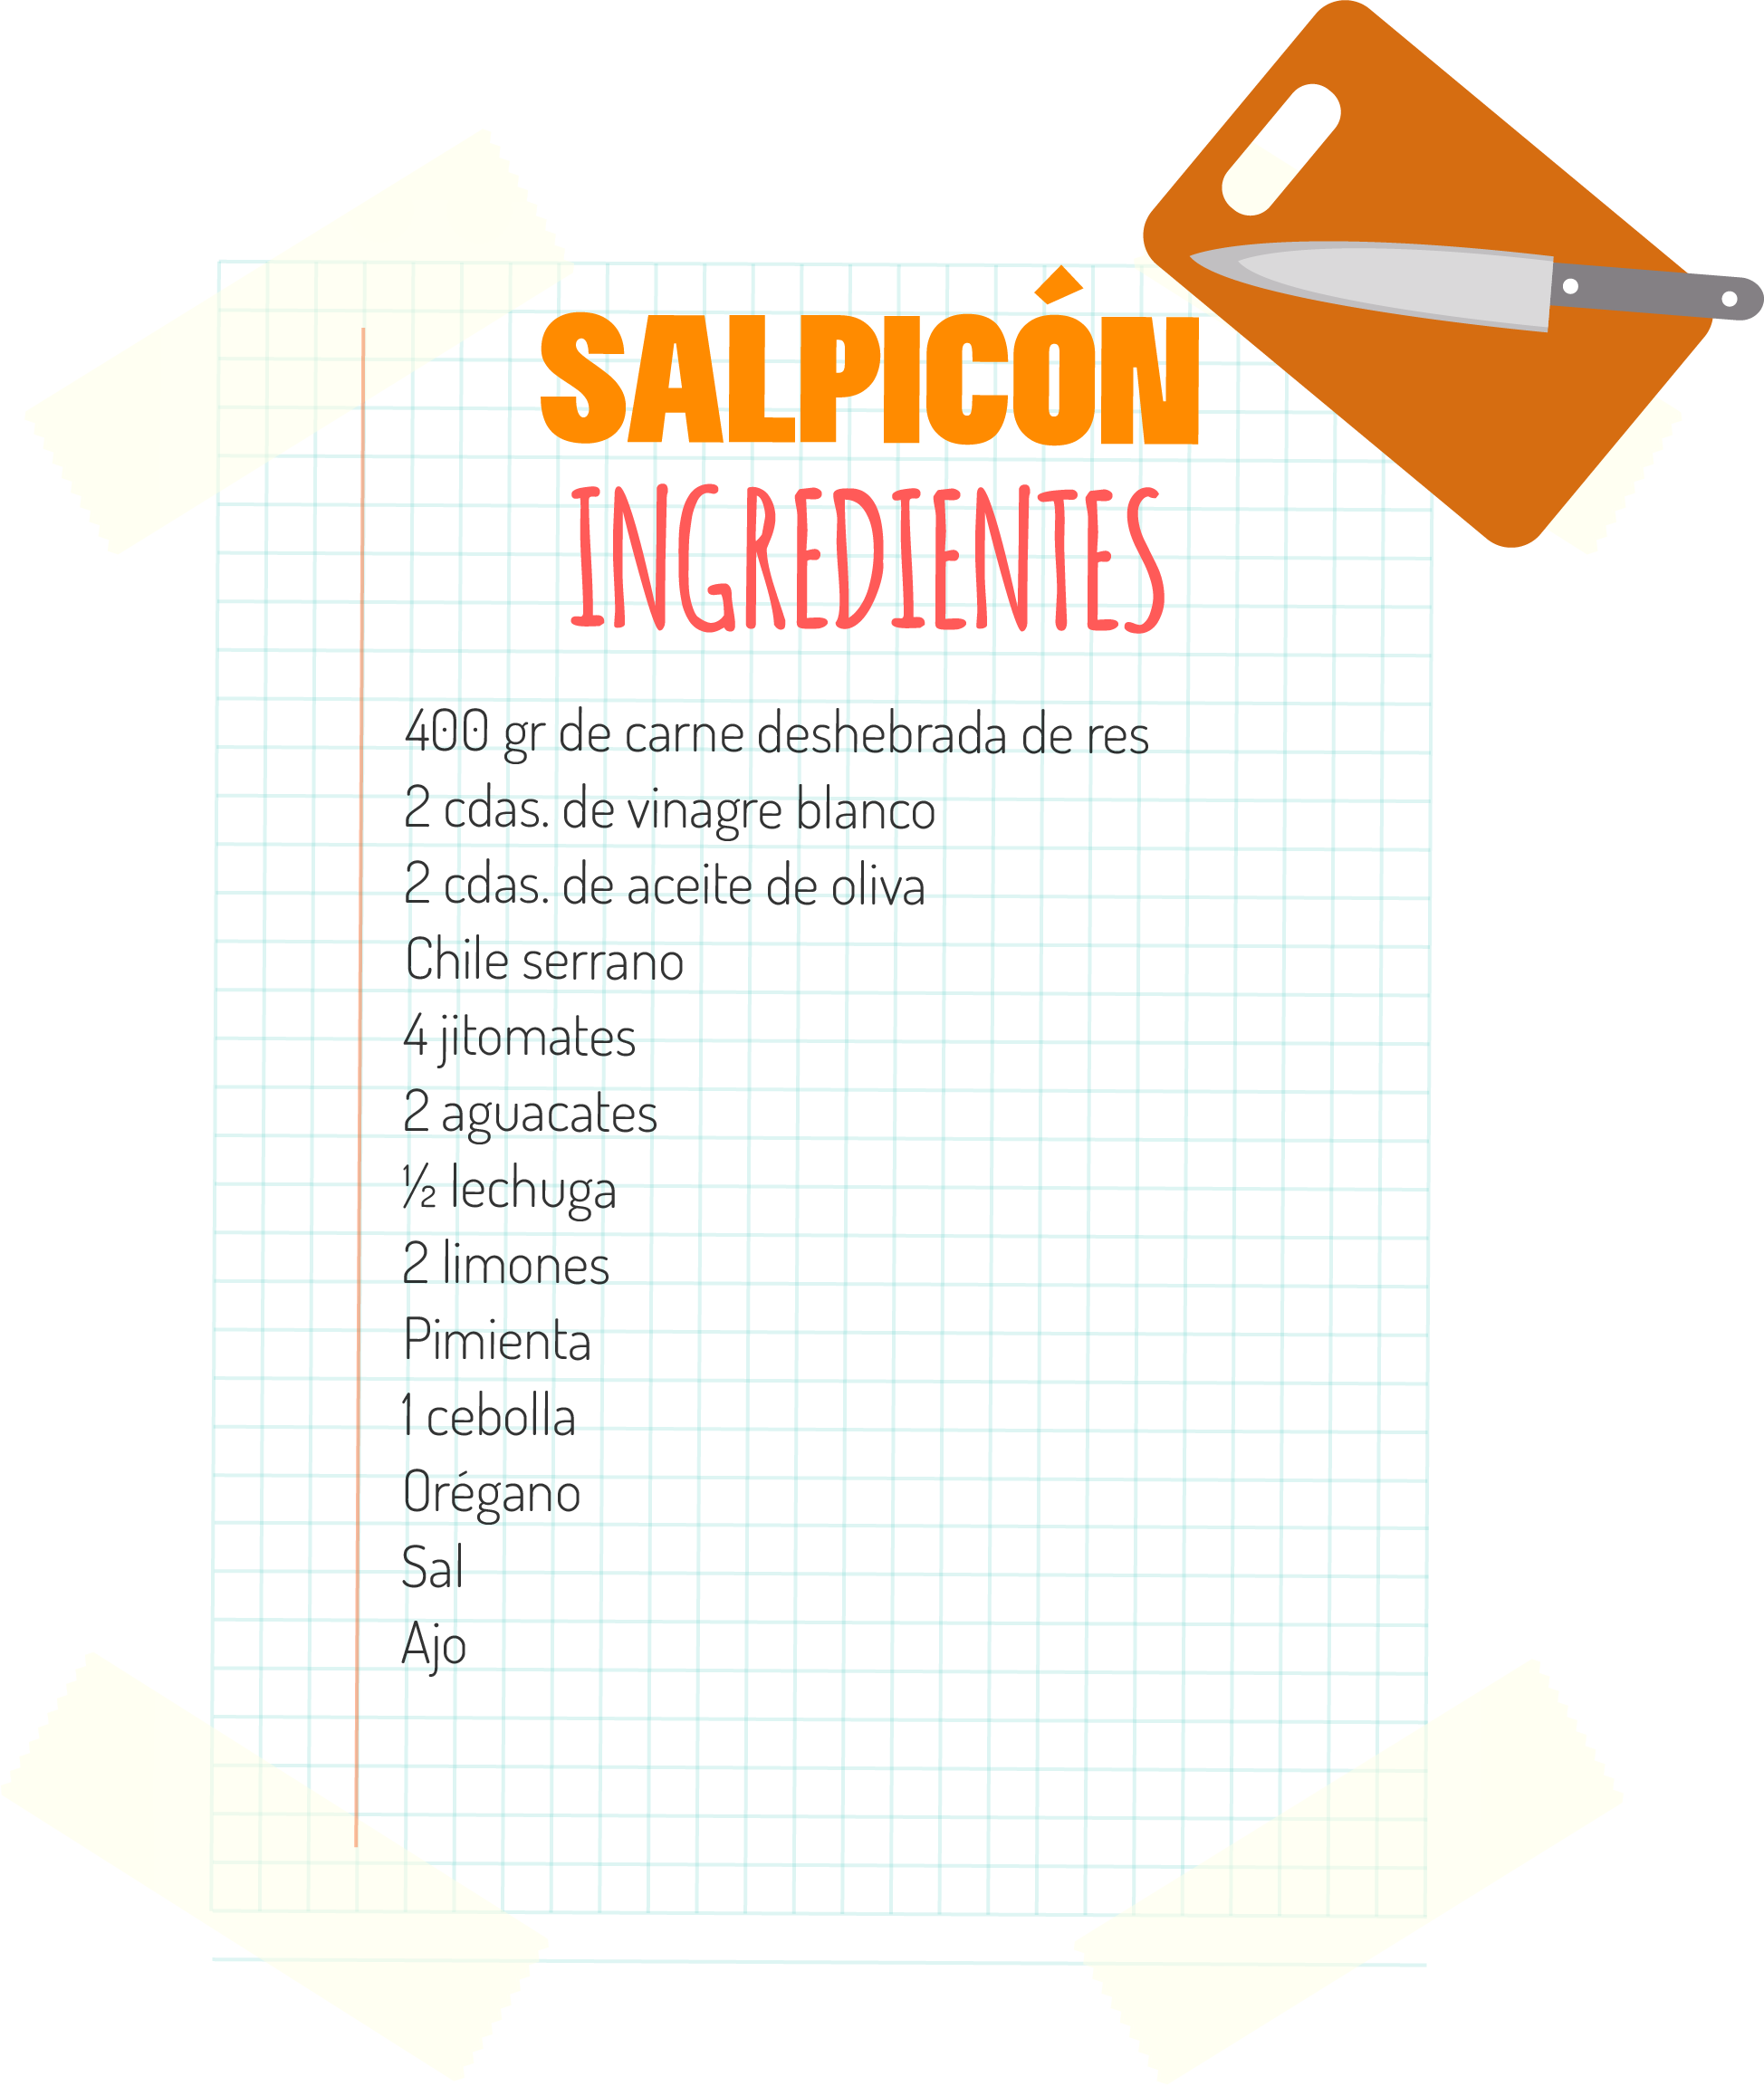 SALPICÓN
INGREDIENTES
400 gr de carne deshebrada de res
2 cdas. de vinagre blanco
2 cdas. de aceite de oliva
Chile serrano
4 jitomates
2 aguacates
½ lechuga
2 limones
Pimienta
1 cebolla
Orégano
Sal
Ajo